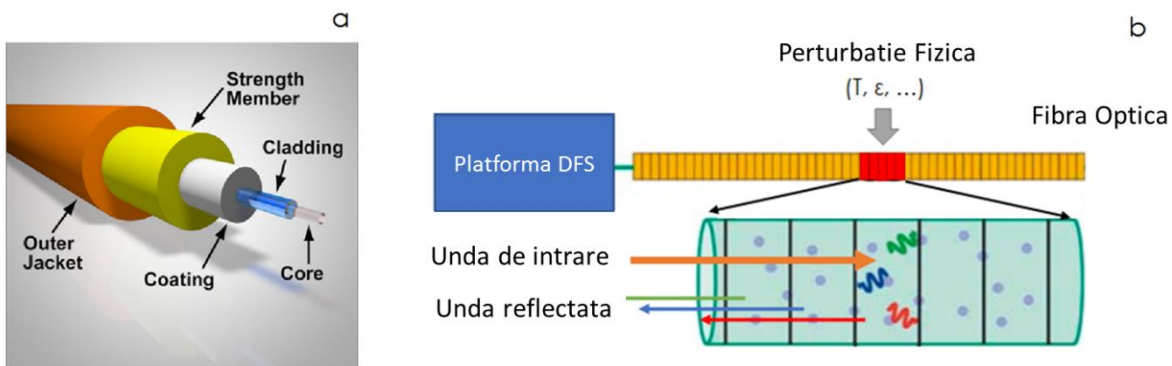 a
Strength
Member
Cladding
Outer
Jacket
Coating
Core
b
Perturbatie Fizica
(T, ε, ...)
Fibra Optica
Platforma DFS
Unda de intrare
Unda reflectata